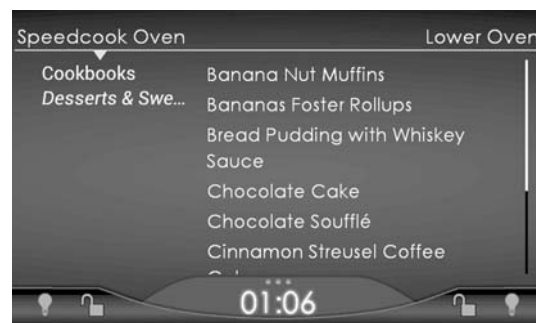 Speedcook Oven
Lower Oven
Cookbooks
Desserts & Swe...
Banana Nut Muffins
Bananas Foster Rollups
Bread Pudding with Whiskey
Sauce
Chocolate Cake
Chocolate Soufflé
Cinnamon Streusel Coffee
01:06